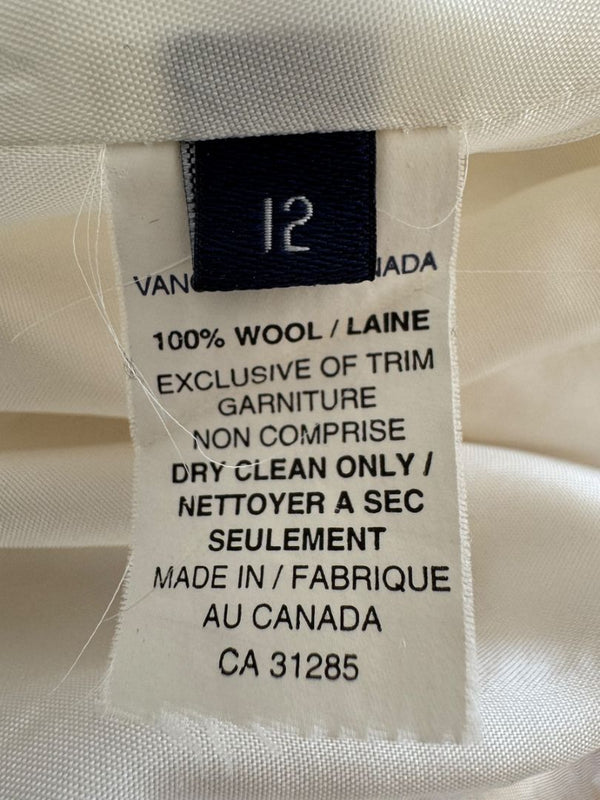 12
100% WOOL / LAINE
EXCLUSIVE OF TRIM
GARNITURE
NON COMPRISE
DRY CLEAN ONLY /
NETTOYER A SEC
SEULEMENT
MADE IN / FABRIQUE
AU CANADA
CA 31285